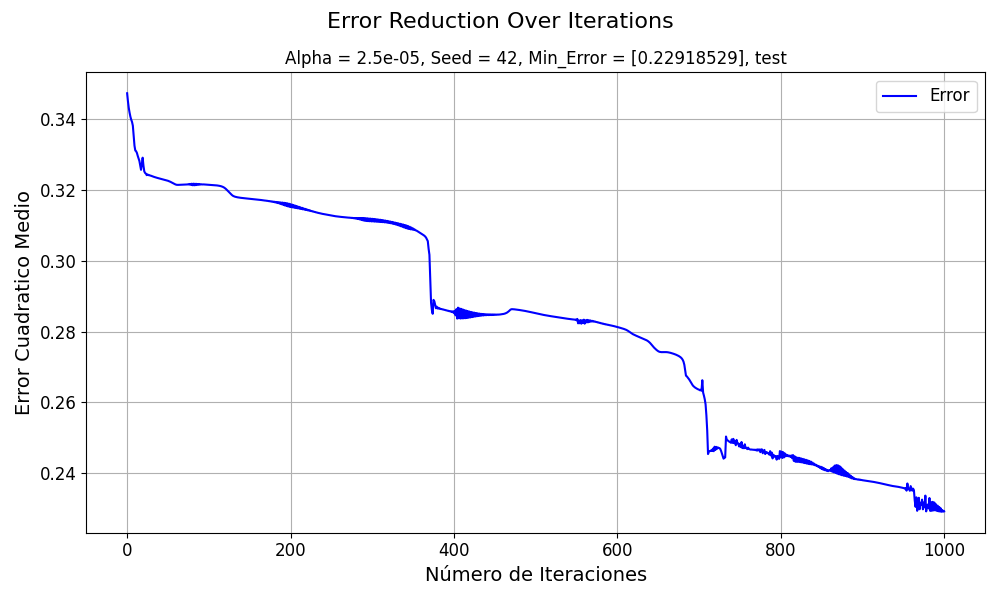 Error Reduction Over Iterations
Alpha = 2.5e-05, Seed = 42, Min_Error = [0.22918529], test
Error
Error Cuadratico Medio
0.34
0.32
0.30
0.28
0.26
0.24
0 200 400 600 800 1000
Número de Iteraciones